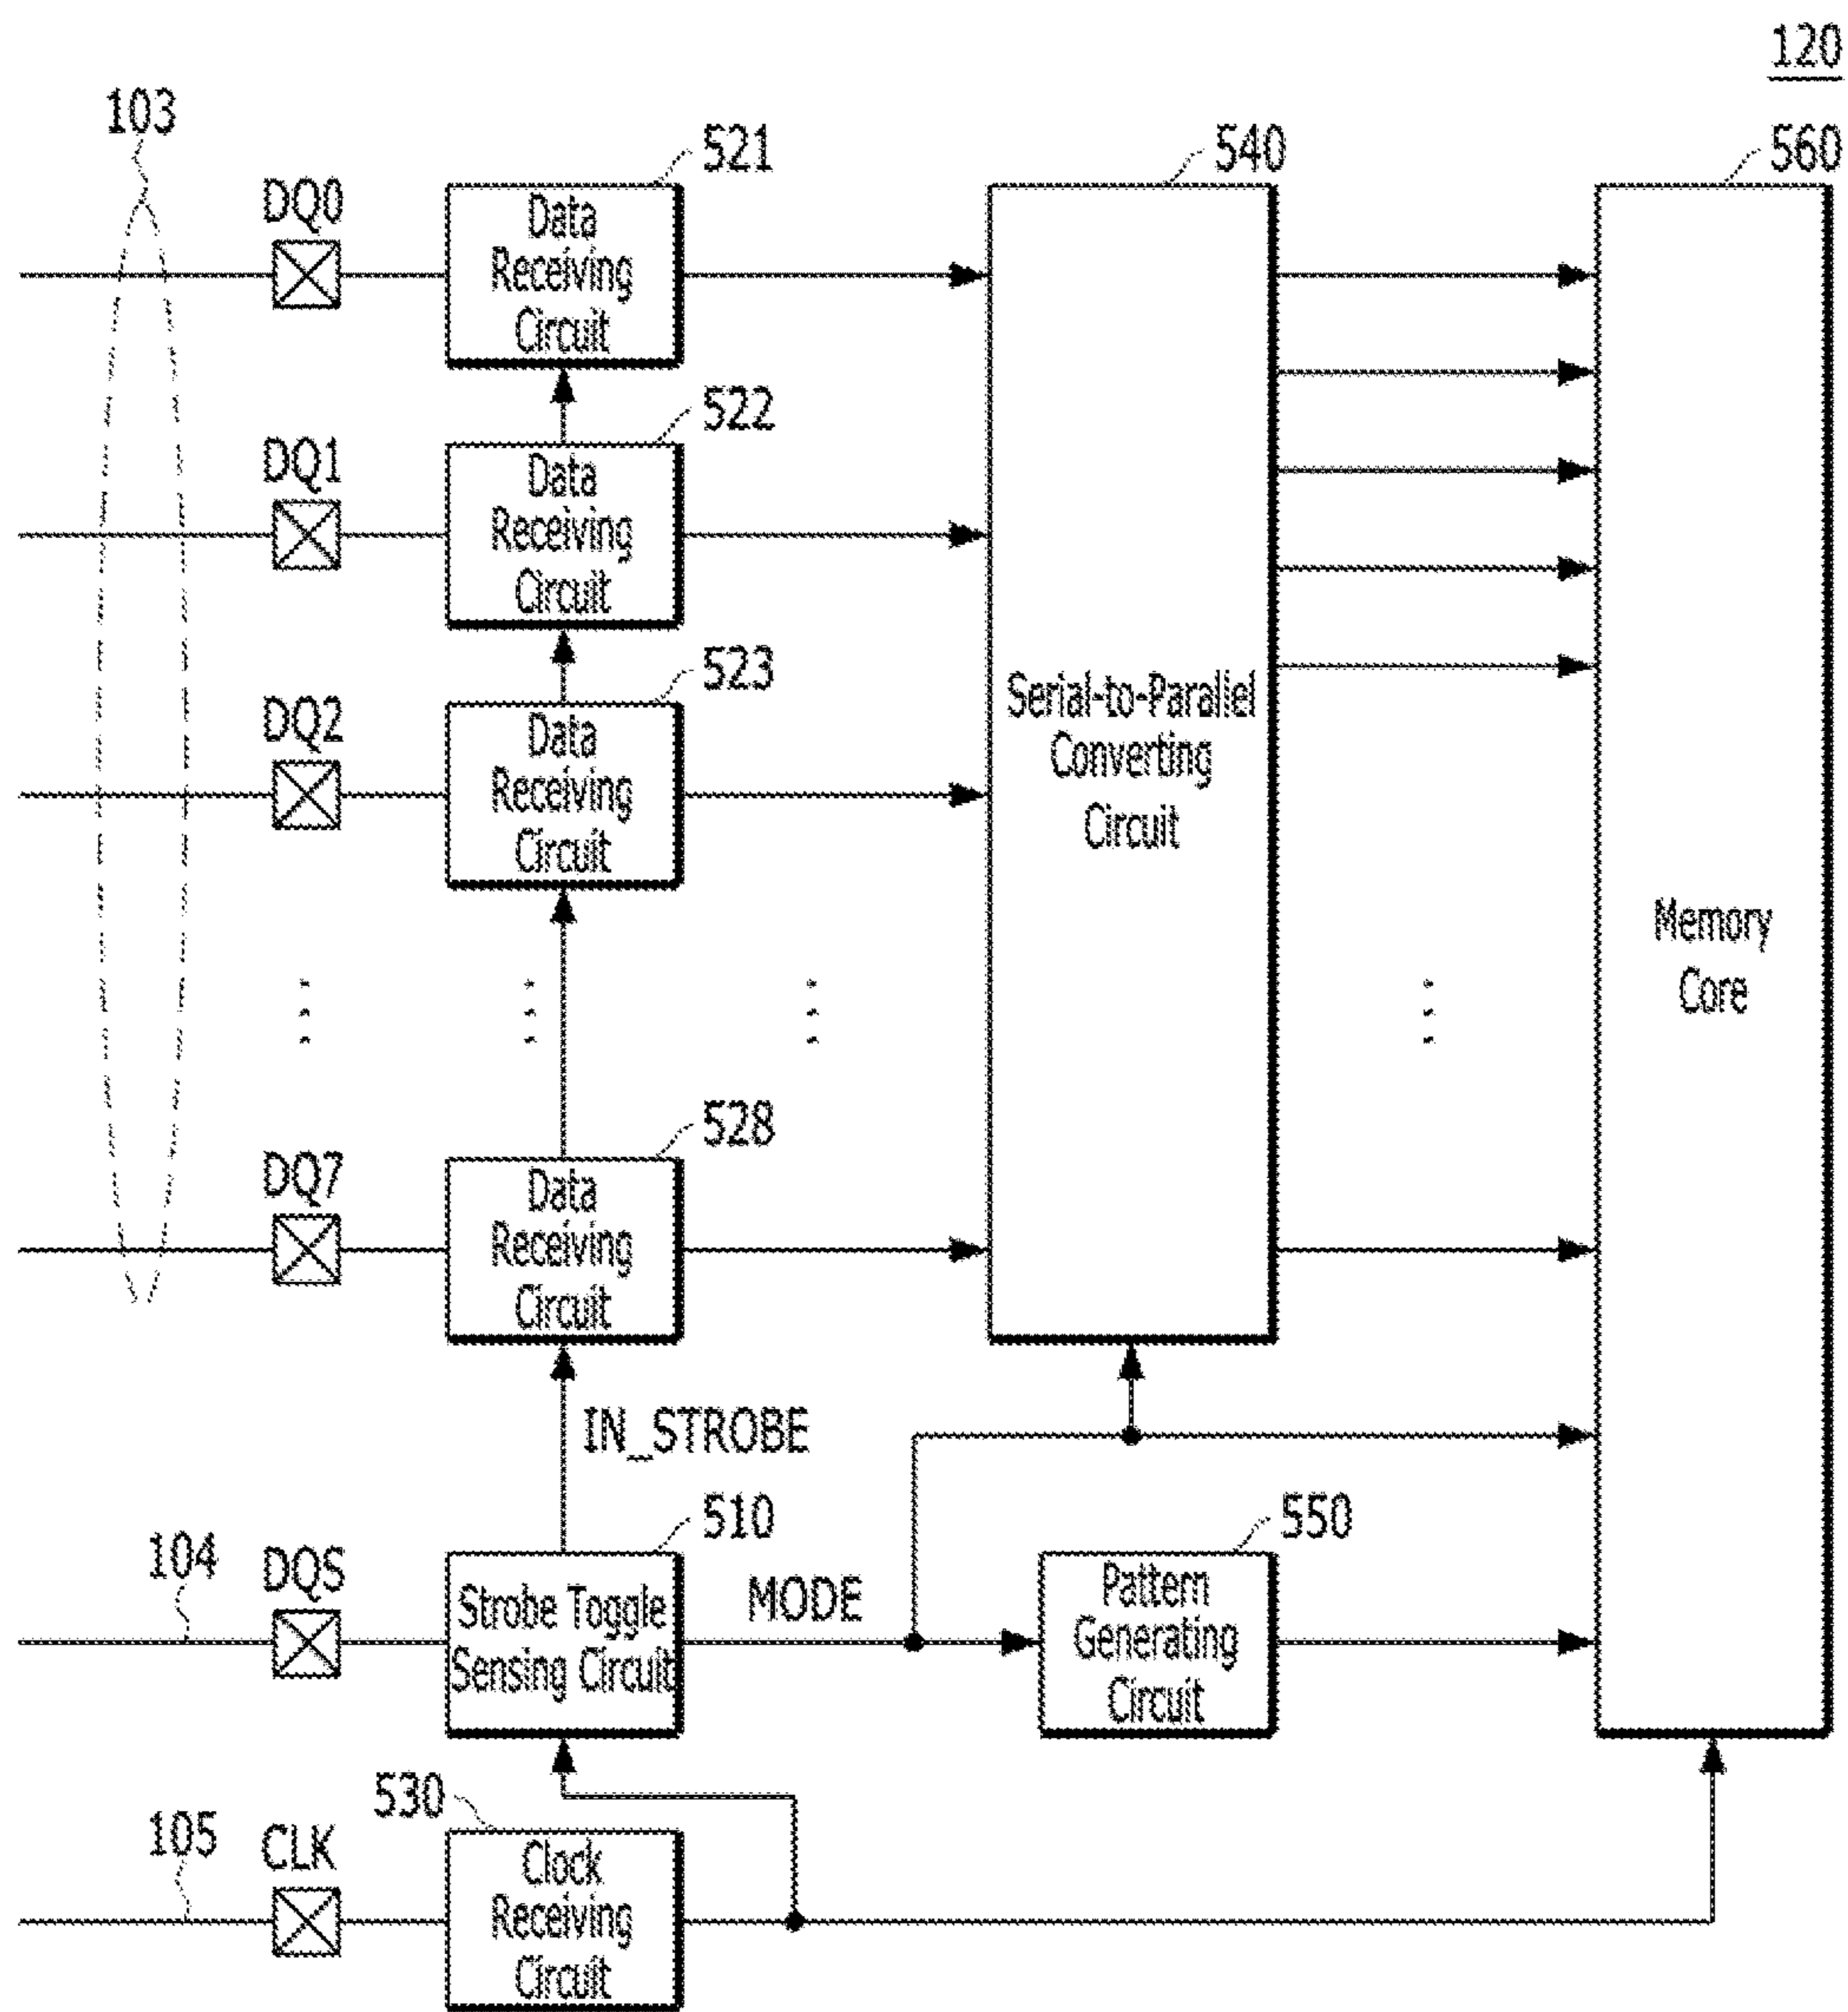 120
103
521
540
560
DQ0
Data
Receiving
Circuit
522
DQ1
Data
Receiving
Circuit
523
DQ2
Data
Receiving
Circuit
Serial-to-Parallel
Converting
Circuit
Memory
Core
528
DQ7
Data
Receiving
Circuit
IN_STROBE
510
550
104
DQS
Strobe Toggle
Sensing Circuit
MODE
Pattern
Generating
Circuit
530
105
CLK
Clock
Receiving
Circuit